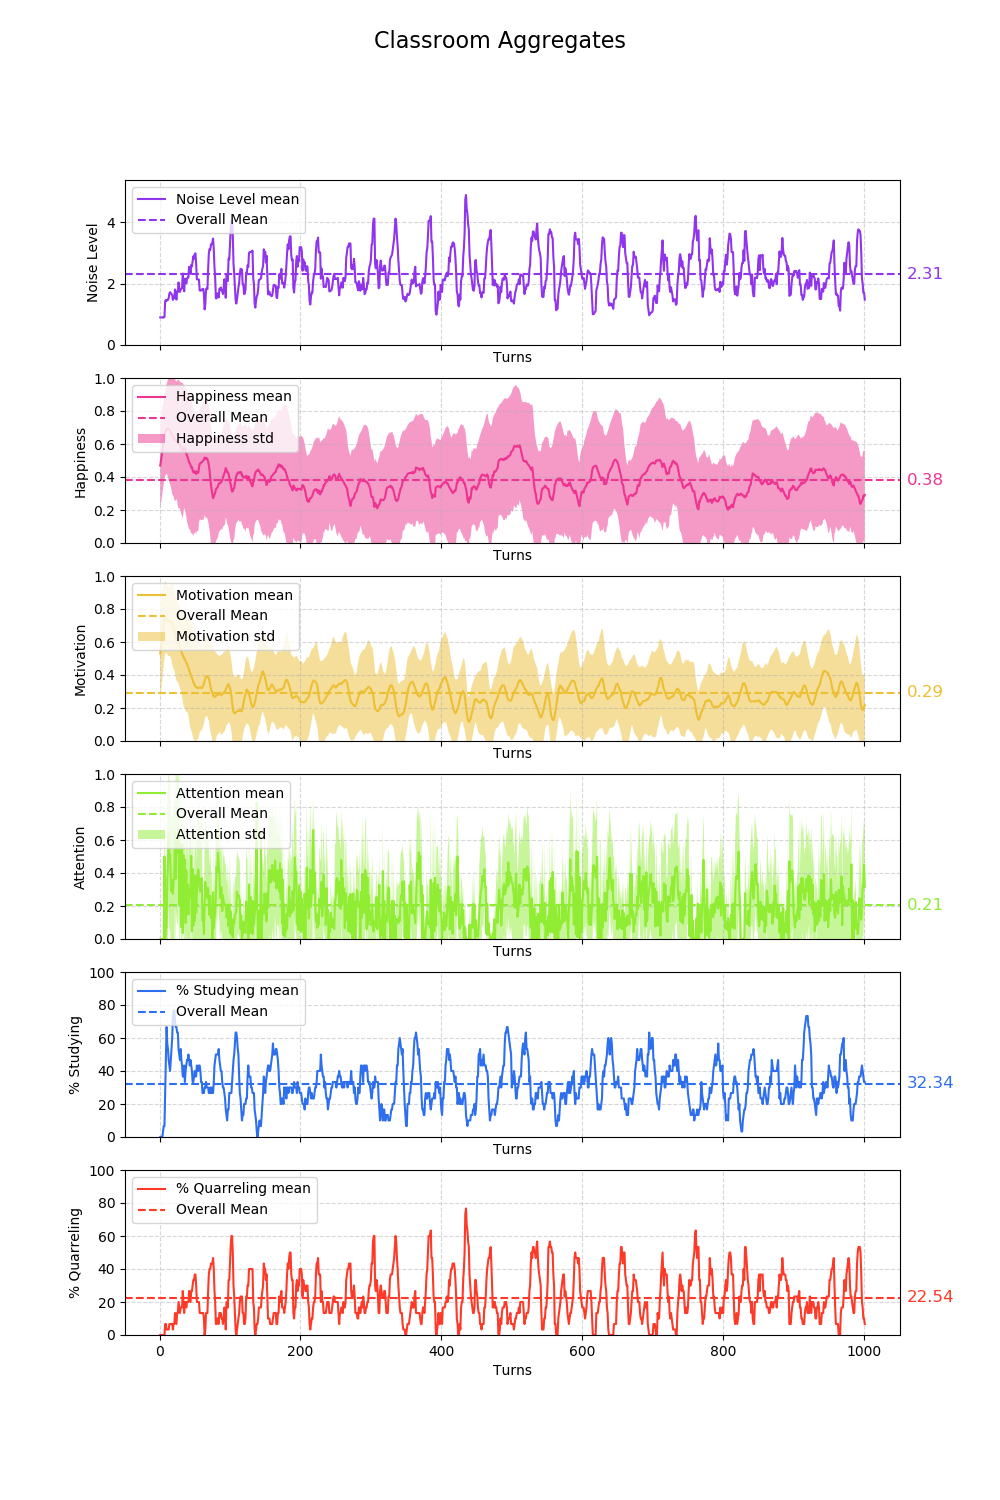 Classroom Aggregates
Noise Level
4
2
0
Noise Level mean
Overall Mean
2.31
Turns
Happiness
1.0
0.8
0.6
0.4
0.2
0.0
Happiness mean
Overall Mean
Happiness std
0.38
Turns
Motivation
1.0
0.8
0.6
0.4
0.2
0.0
Motivation mean
Overall Mean
Motivation std
0.29
Turns
Attention
1.0
0.8
0.6
0.4
0.2
0.0
Attention mean
Overall Mean
Attention std
0.21
Turns
% Studying
100
80
60
40
20
0
% Studying mean
Overall Mean
32.34
Turns
% Quarreling
100
80
60
40
20
0
% Quarreling mean
Overall Mean
22.54
0 200 400 600 800 1000
Turns